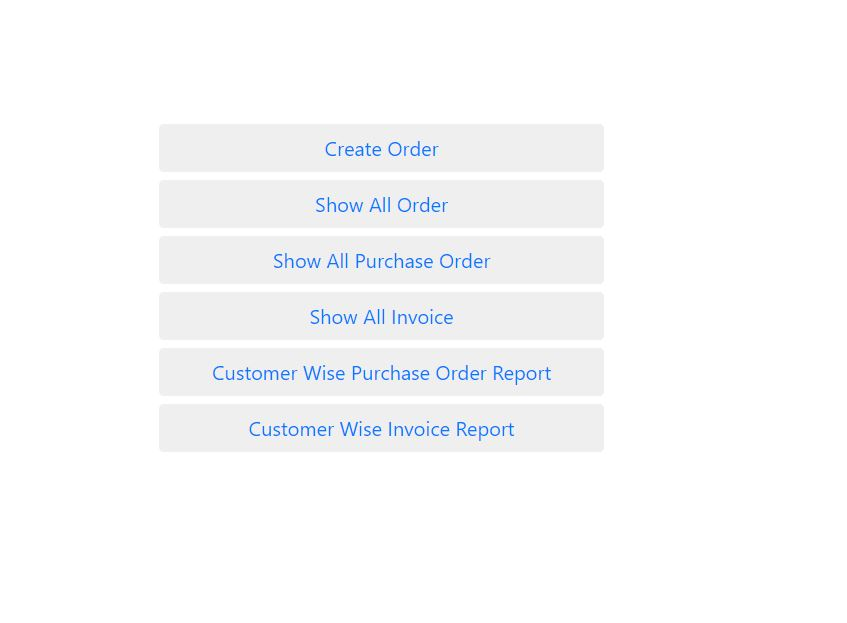 Create Order
Show All Order
Show All Purchase Order
Show All Invoice
Customer Wise Purchase Order Report
Customer Wise Invoice Report